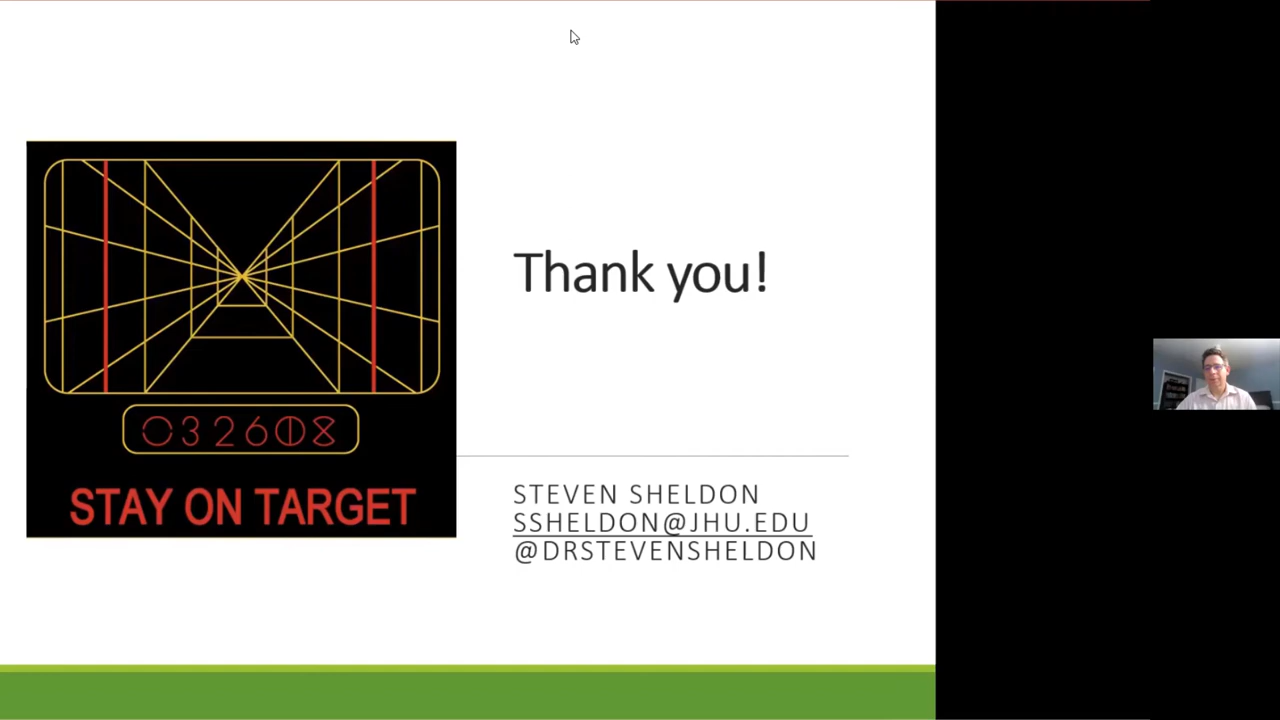 032608
STAY ON TARGET
Thank you!
STEVEN SHELDON
SSHELDON@JHU.EDU
@DRSTEVENSHELDON